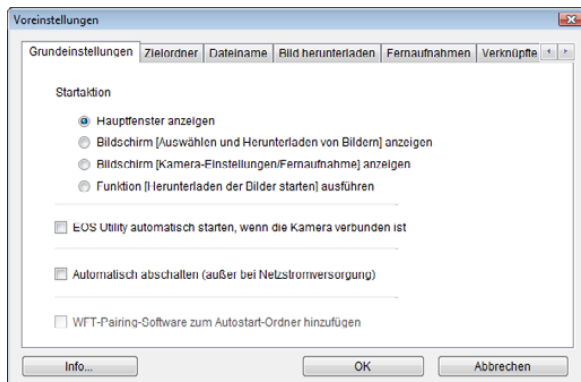 Voreinstellungen
Grundeinstellungen Zielordner Dateiname Bild herunterladen Fernaufnahmen Verknüpfte
Startaktion
Hauptfenster anzeigen
Bildschirm [Auswählen und Herunterladen von Bildern] anzeigen
Bildschirm [Kamera-Einstellungen/Fernaufnahme] anzeigen
Funktion [Herunterladen der Bilder starten] ausführen
EOS Utility automatisch starten, wenn die Kamera verbunden ist
Automatisch abschalten (außer bei Netzstromversorgung)
WFT-Pairing-Software zum Autostart-Ordner hinzufügen
Info... OK Abbrechen